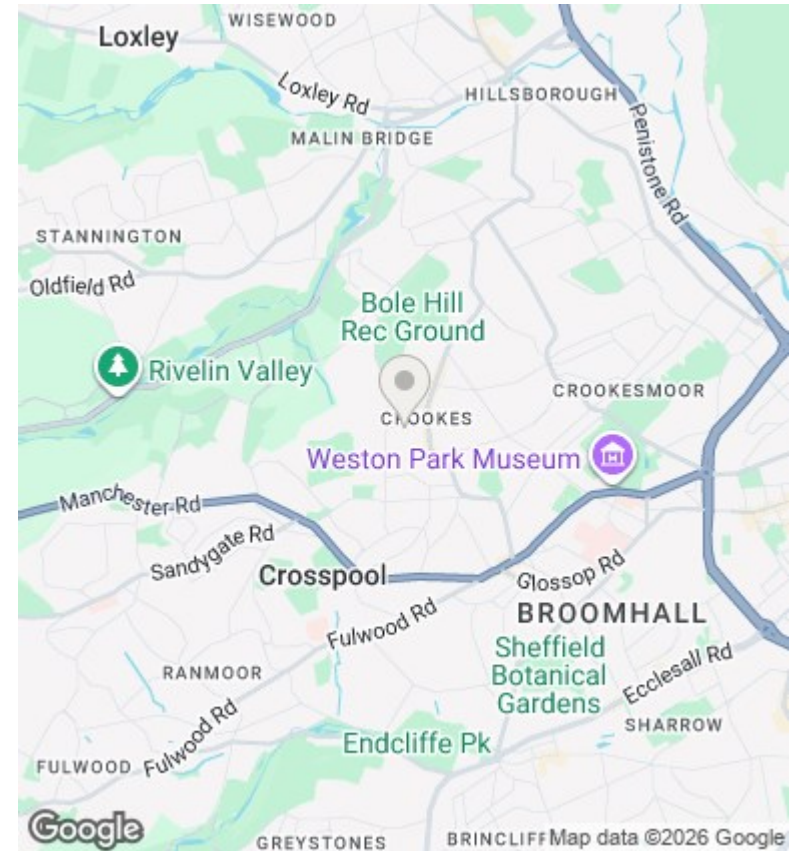 WISEWOOD
Loxley
Loxley Rd
HILLSBOROUGH
MALIN BRIDGE
Penistone Rd
STANNINGTON
Oldfield Rd
Bole Hill
Rec Ground
Rivelin Valley
CROOKESMOOR
CROOKES
Weston Park Museum
Manchester Rd
Sandygate Rd
Crosspool
Glossop Rd
Fulwood Rd
BROOMHALL
Sheffield
Botanical
Gardens
RANMOOR
Ecclesall Rd
SHARROW
Fulwood Rd
Endcliffe Pk
FULWOOD
Google
GREYSTONES
BRINCLIFF
Map data ©2026 Google